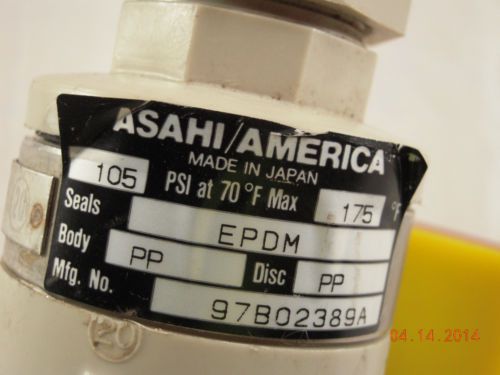 ASAHI/AMERICA
MADE IN JAPAN
105 PSI at 70 °F Max 175 °F
Seals EPDM
Body PP Disc PP
Mfg. No. 97B02389A
20
04.14.2014